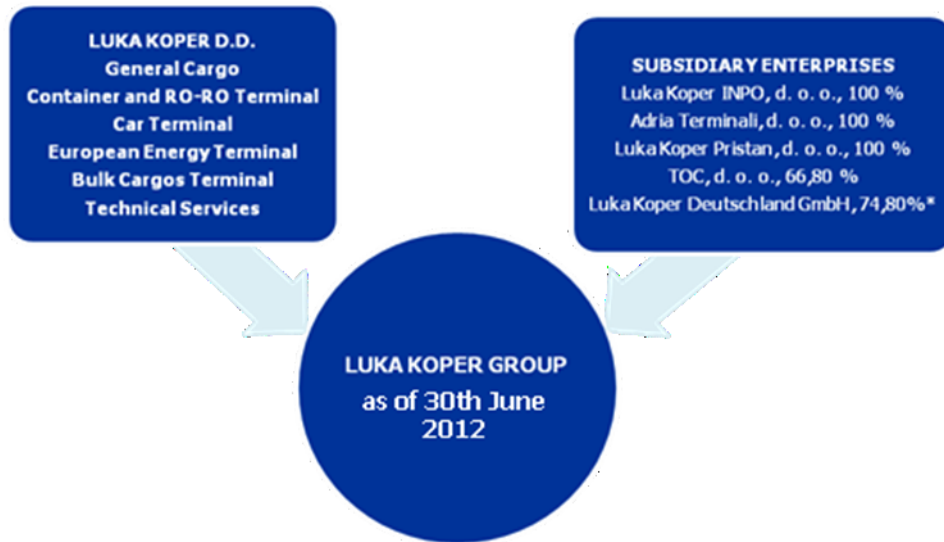 LUKA KOPER D.D.
General Cargo
Container and RO-RO Terminal
Car Terminal
European Energy Terminal
Bulk Cargos Terminal
Technical Services
SUBSIDIARY ENTERPRISES
Luka Koper INPO, d. o. o., 100 %
Adria Terminali, d. o. o., 100 %
Luka Koper Pristan, d. o. o., 100 %
TOC, d. o. o., 66,80 %
Luka Koper Deutschland GmbH, 74,80%*
LUKA KOPER GROUP
as of 30th June
2012